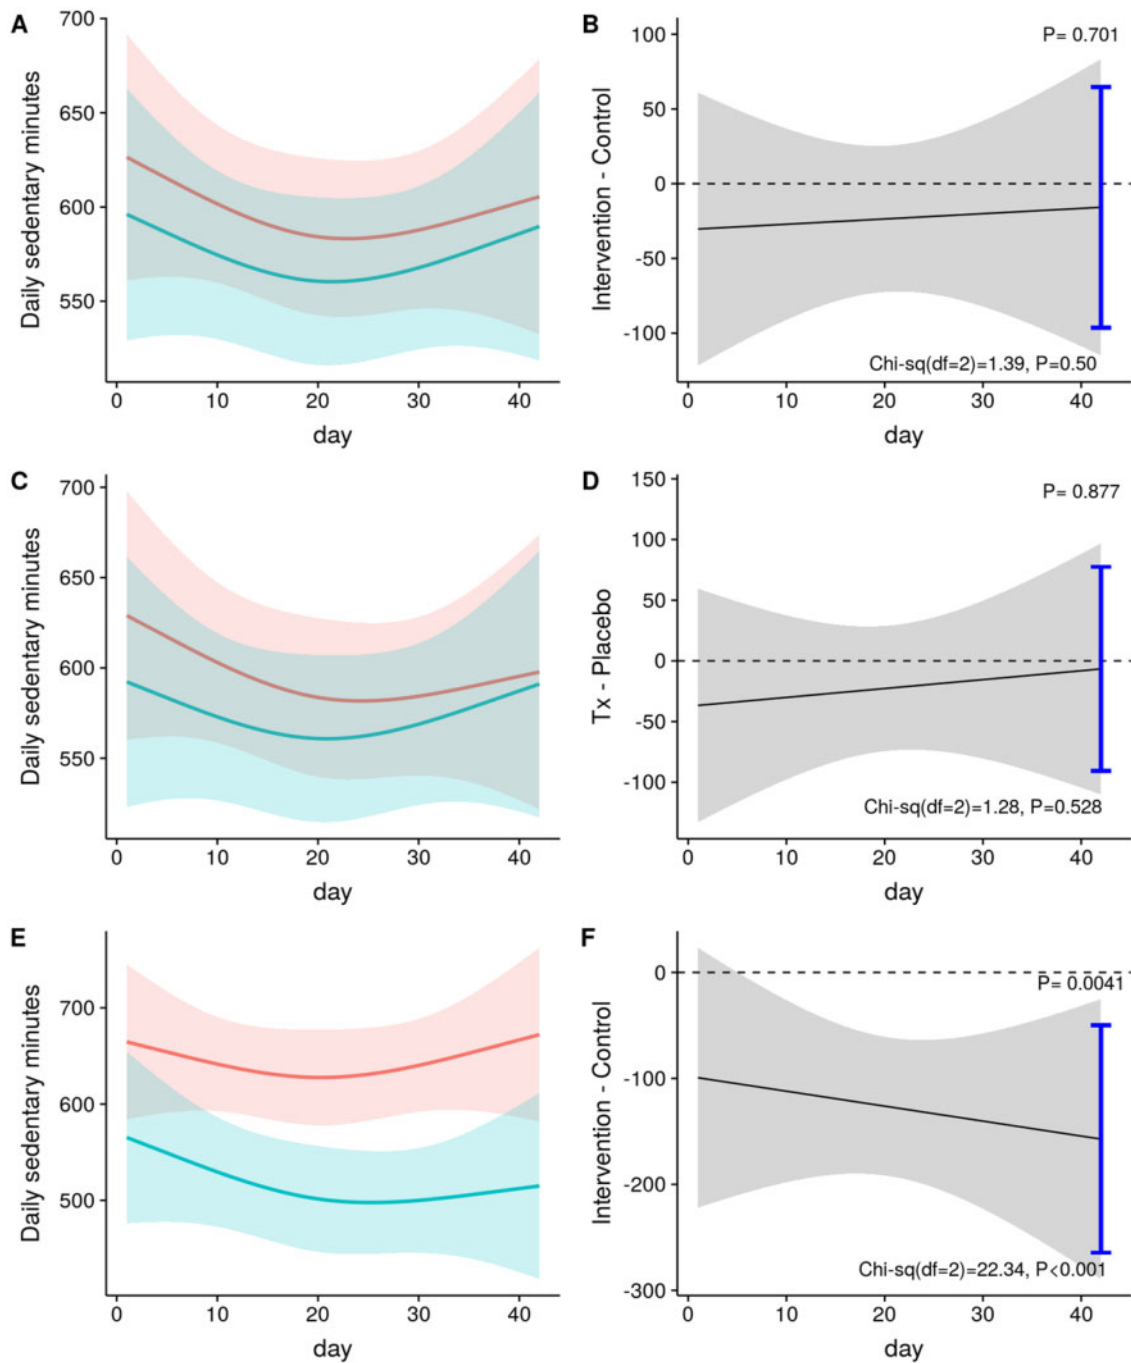 A
700
650
600
550
Daily sedentary minutes
0 10 20 30 40
day
B
P= 0.701
100
50
0
-50
-100
Intervention - Control
Chi-sq(df=2)=1.39, P=0.50
0 10 20 30 40
day
C
700
650
600
550
Daily sedentary minutes
0 10 20 30 40
day
D
P= 0.877
150
100
50
0
-50
-100
Tx - Placebo
Chi-sq(df=2)=1.28, P=0.528
0 10 20 30 40
day
E
700
600
500
Daily sedentary minutes
0 10 20 30 40
day
F
P= 0.0041
0
-100
-200
-300
Intervention - Control
Chi-sq(df=2)=22.34, P<0.001
0 10 20 30 40
day